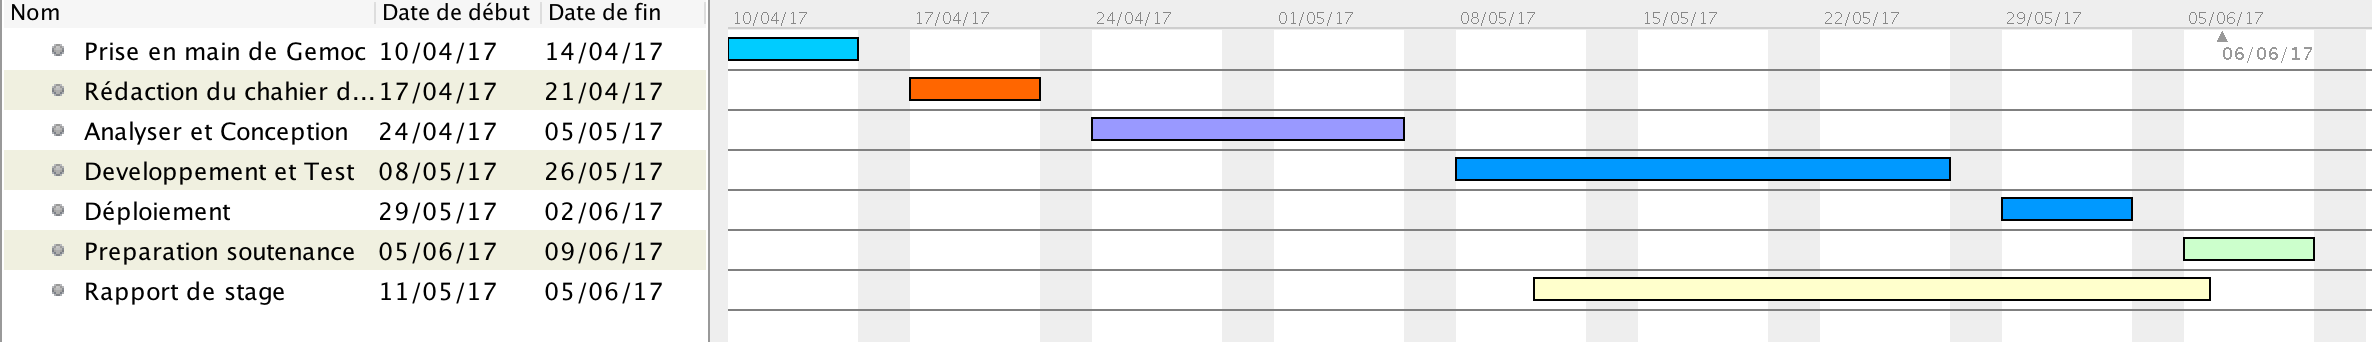 Nom Date de début Date de fin 10/04/17 17/04/17 24/04/17 01/05/17 08/05/17 15/05/17 22/05/17 29/05/17 05/06/17
Prise en main de Gemoc 10/04/17 14/04/17 06/06/17
Rédaction du chahier d... 17/04/17 21/04/17
Analyser et Conception 24/04/17 05/05/17
Developpement et Test 08/05/17 26/05/17
Déploiement 29/05/17 02/06/17
Preparation soutenance 05/06/17 09/06/17
Rapport de stage 11/05/17 05/06/17